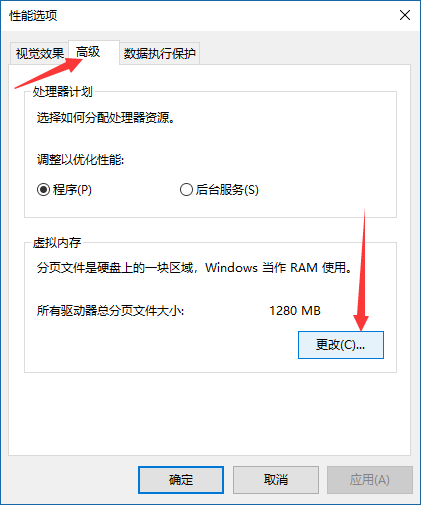 性能选项
视觉效果 高级 数据执行保护
处理器计划
选择如何分配处理器资源。
调整以优化性能:
程序(P) 后台服务(S)
虚拟内存
分页文件是硬盘上的一块区域，Windows 当作 RAM 使用。
所有驱动器总分页文件大小: 1280 MB
更改(C)...
确定 取消 应用(A)